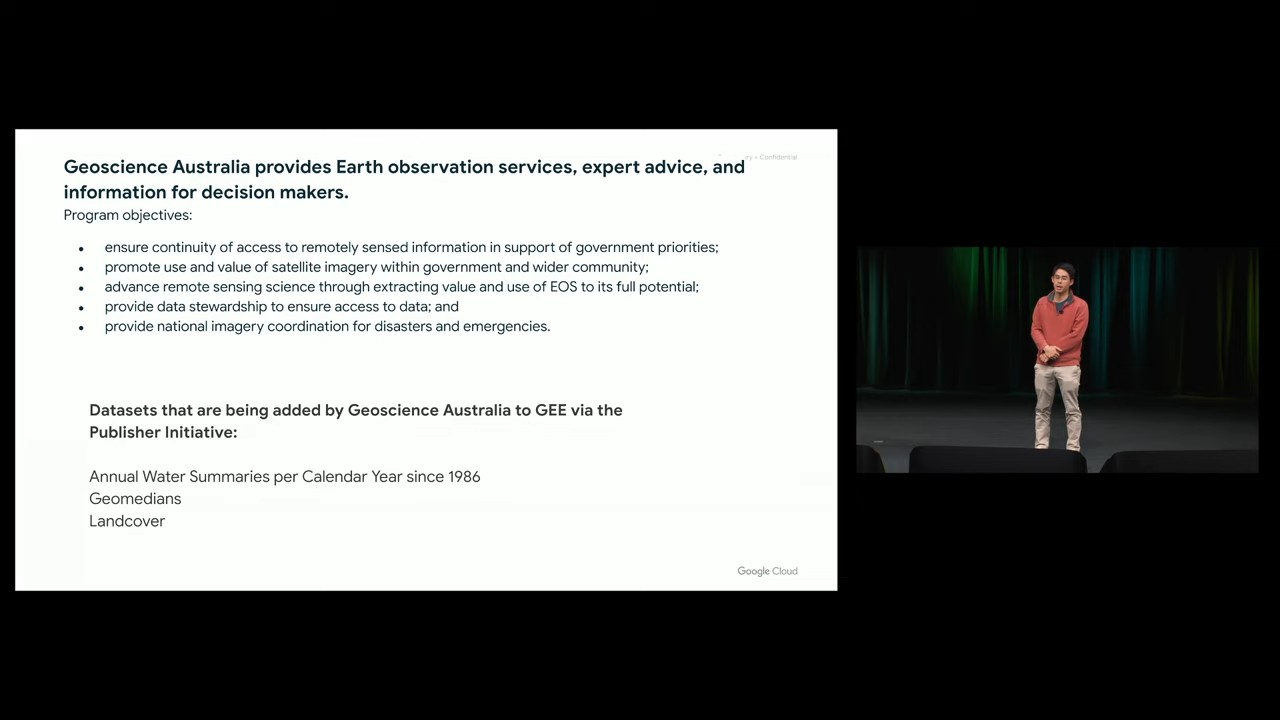 Geoscience Australia provides Earth observation services, expert advice, and
information for decision makers.
Program objectives:
• ensure continuity of access to remotely sensed information in support of government priorities;
• promote use and value of satellite imagery within government and wider community;
• advance remote sensing science through extracting value and use of EOS to its full potential;
• provide data stewardship to ensure access to data; and
• provide national imagery coordination for disasters and emergencies.
Confidential
Datasets that are being added by Geoscience Australia to GEE via the
Publisher Initiative:
Annual Water Summaries per Calendar Year since 1986
Geomedians
Landcover
Google Cloud